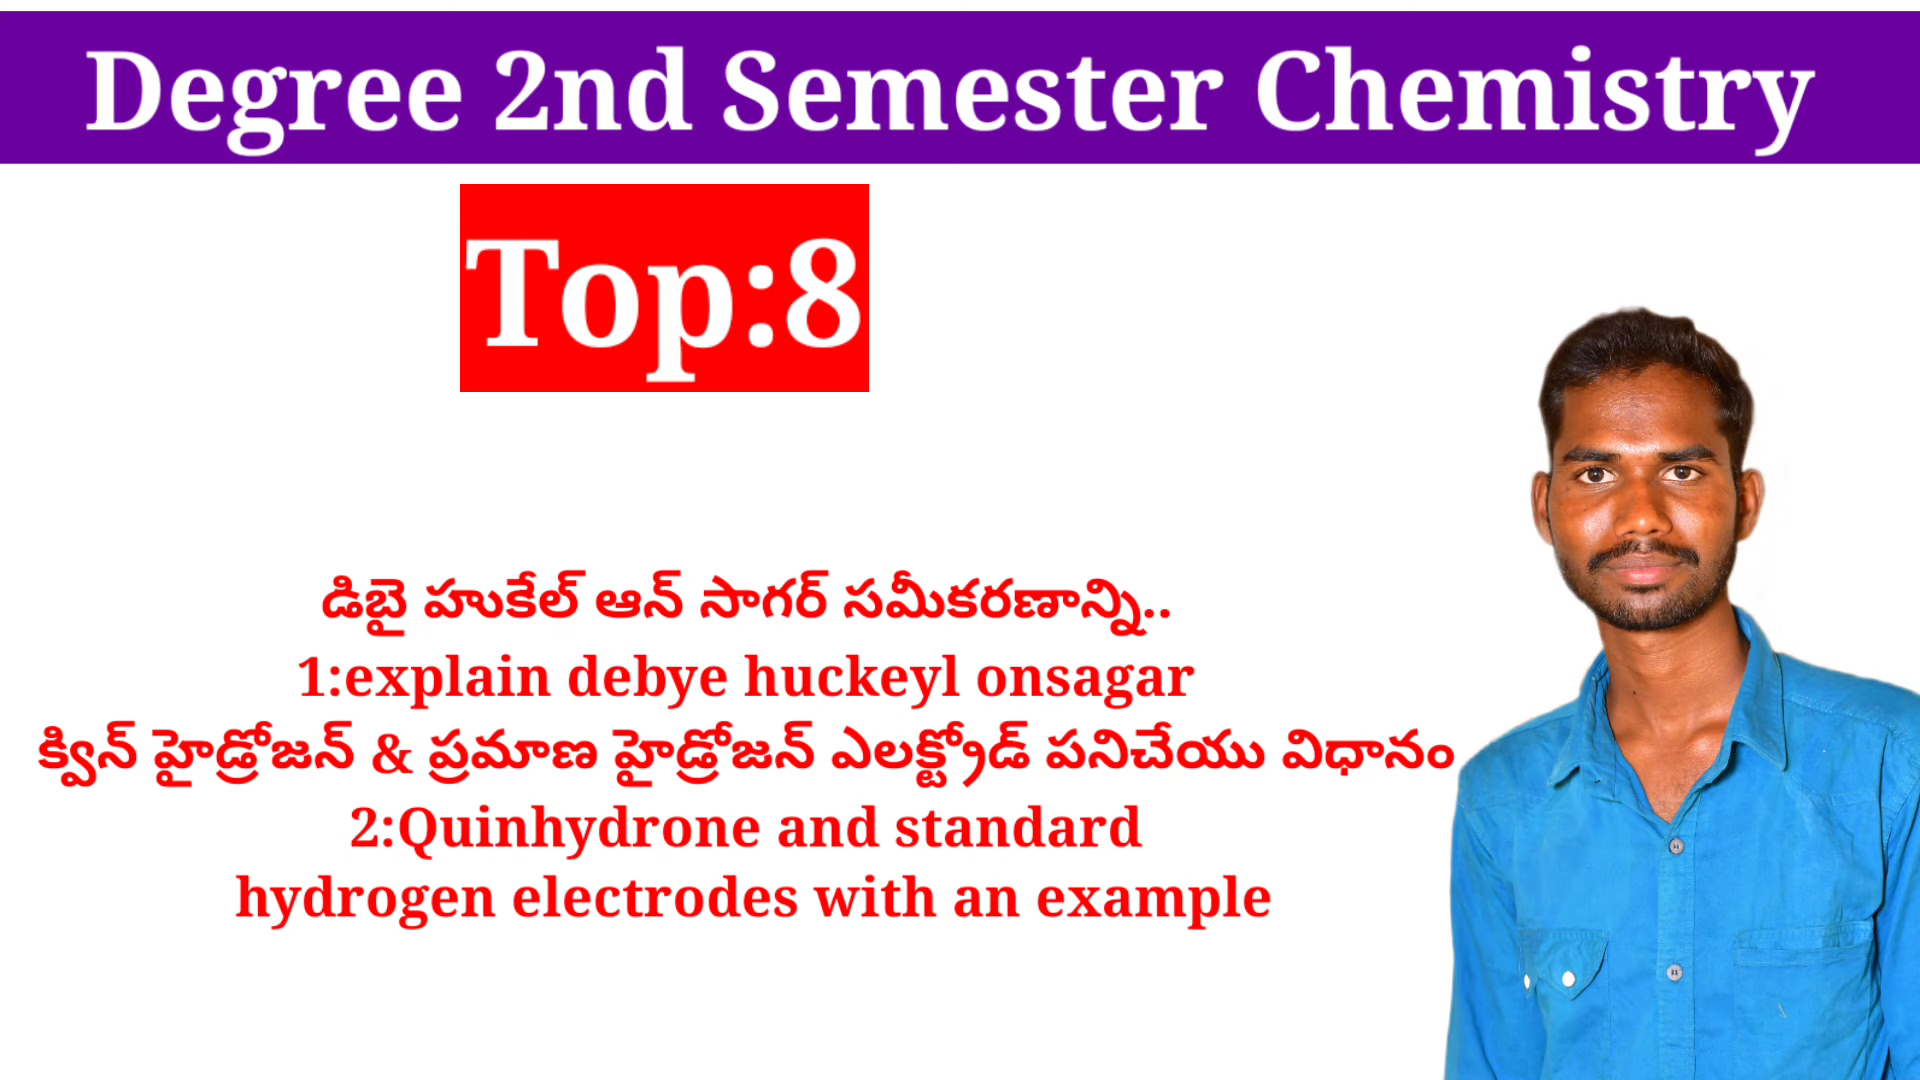 Degree 2nd Semester Chemistry
Top:8
డిబై హుకేల్ ఆన్ సాగర్ సమీకరణాన్ని..
1:explain debye huckeyl onsagar
క్విన్ హైడ్రోజన్ & ప్రమాణ హైడ్రోజన్ ఎలక్ట్రోడ్ పనిచేయు విధానం
2:Quinhydrone and standard
hydrogen electrodes with an example